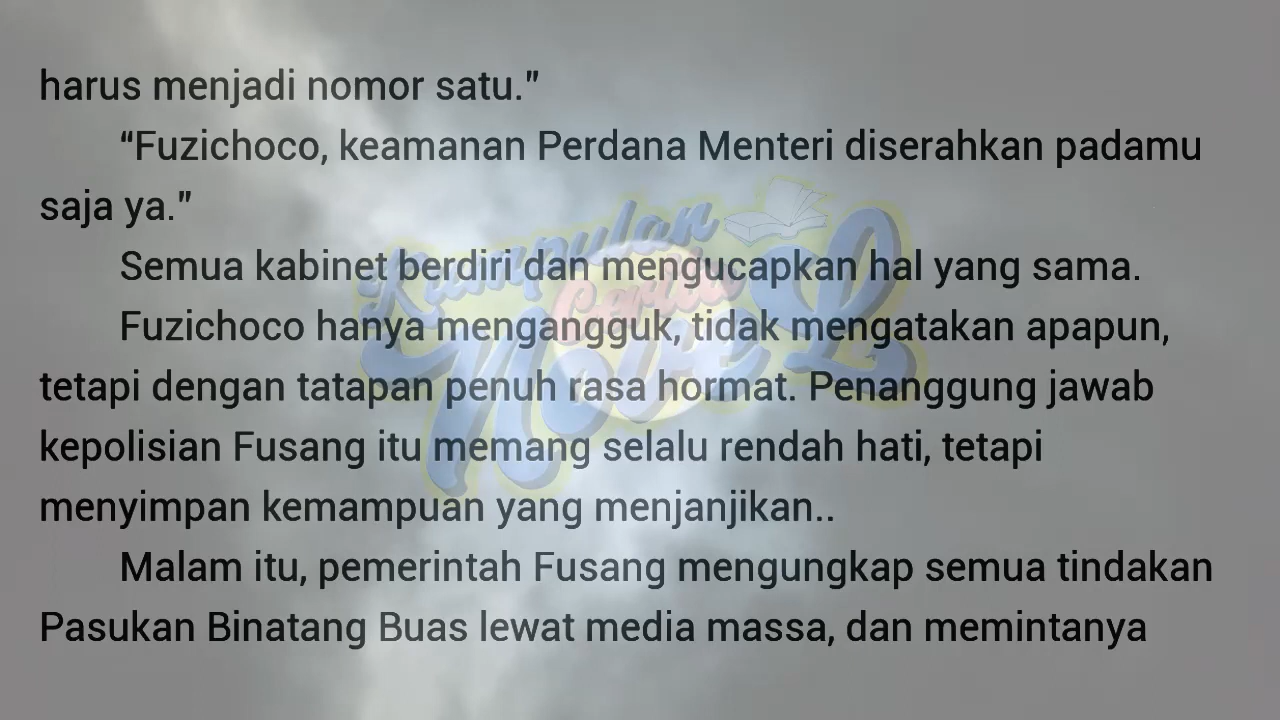 harus menjadi nomor satu."
“Fuzichoco, keamanan Perdana Menteri diserahkan padamu
saja ya."
Semua kabinet berdiri dan mengucapkan hal yang sama.
Fuzichoco hanya mengangguk, tidak mengatakan apapun,
tetapi dengan tatapan penuh rasa hormat. Penanggung jawab
kepolisian Fusang itu memang selalu rendah hati, tetapi
menyimpan kemampuan yang menjanjikan..
Malam itu, pemerintah Fusang mengungkap semua tindakan
Pasukan Binatang Buas lewat media massa, dan memintanya
Kumpulan
Cerita
Novel